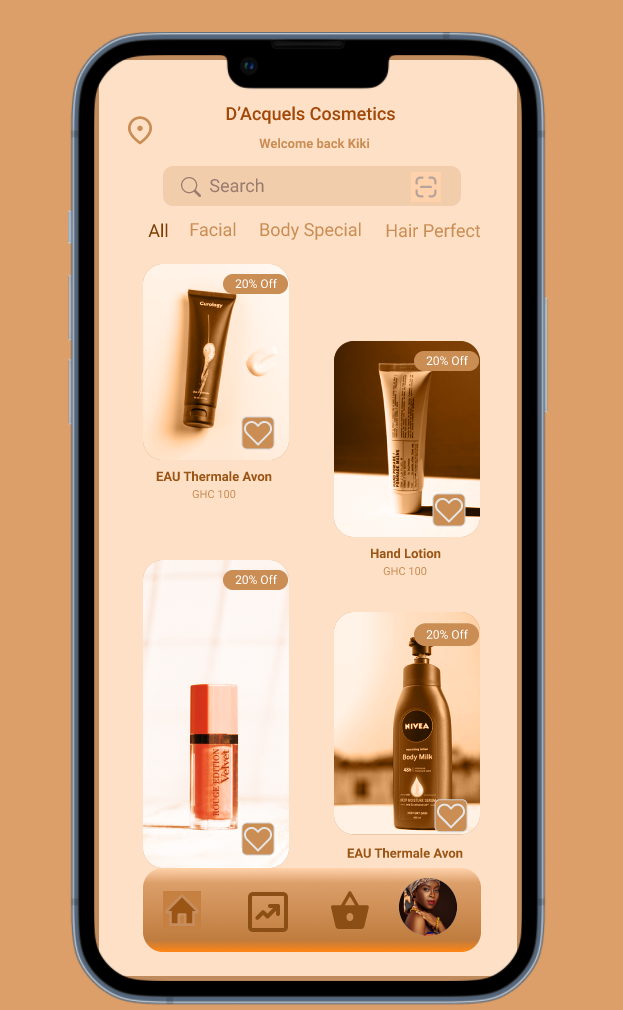 D’Acquels Cosmetics
Welcome back Kiki
Search
All Facial Body Special Hair Perfect
20% Off
Curology
EAU Thermale Avon
GHC 100
20% Off
Hand Lotion
GHC 100
20% Off
ROUGE EDITION
Velvet
20% Off
NIVEA
Body Milk
48h
EAU Thermale Avon